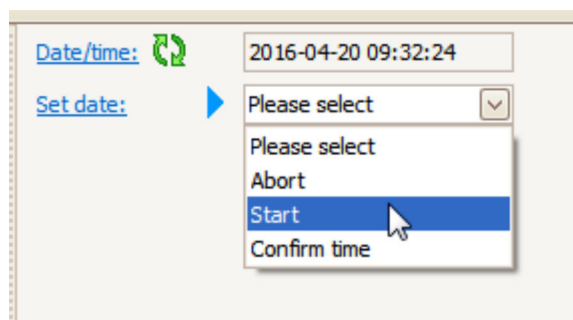 Date/time: 2016-04-20 09:32:24
Set date: Please select
Please select
Abort
Start
Confirm time